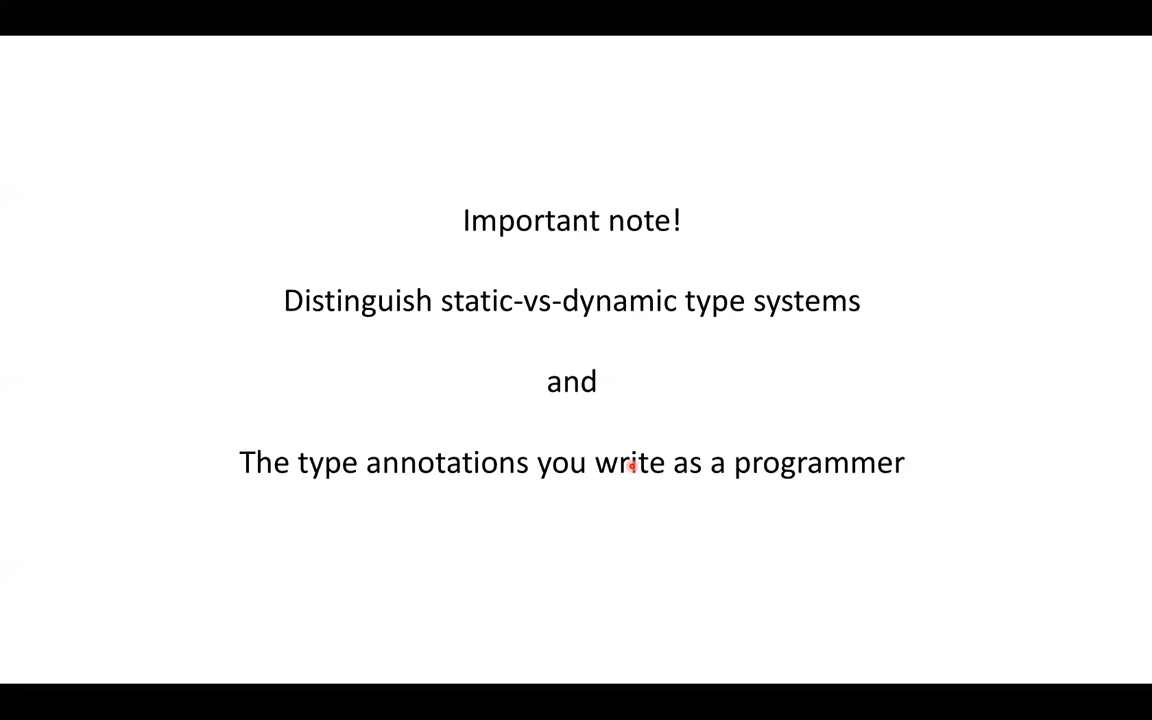 Important note!
Distinguish static-vs-dynamic type systems
and
The type annotations you write as a programmer